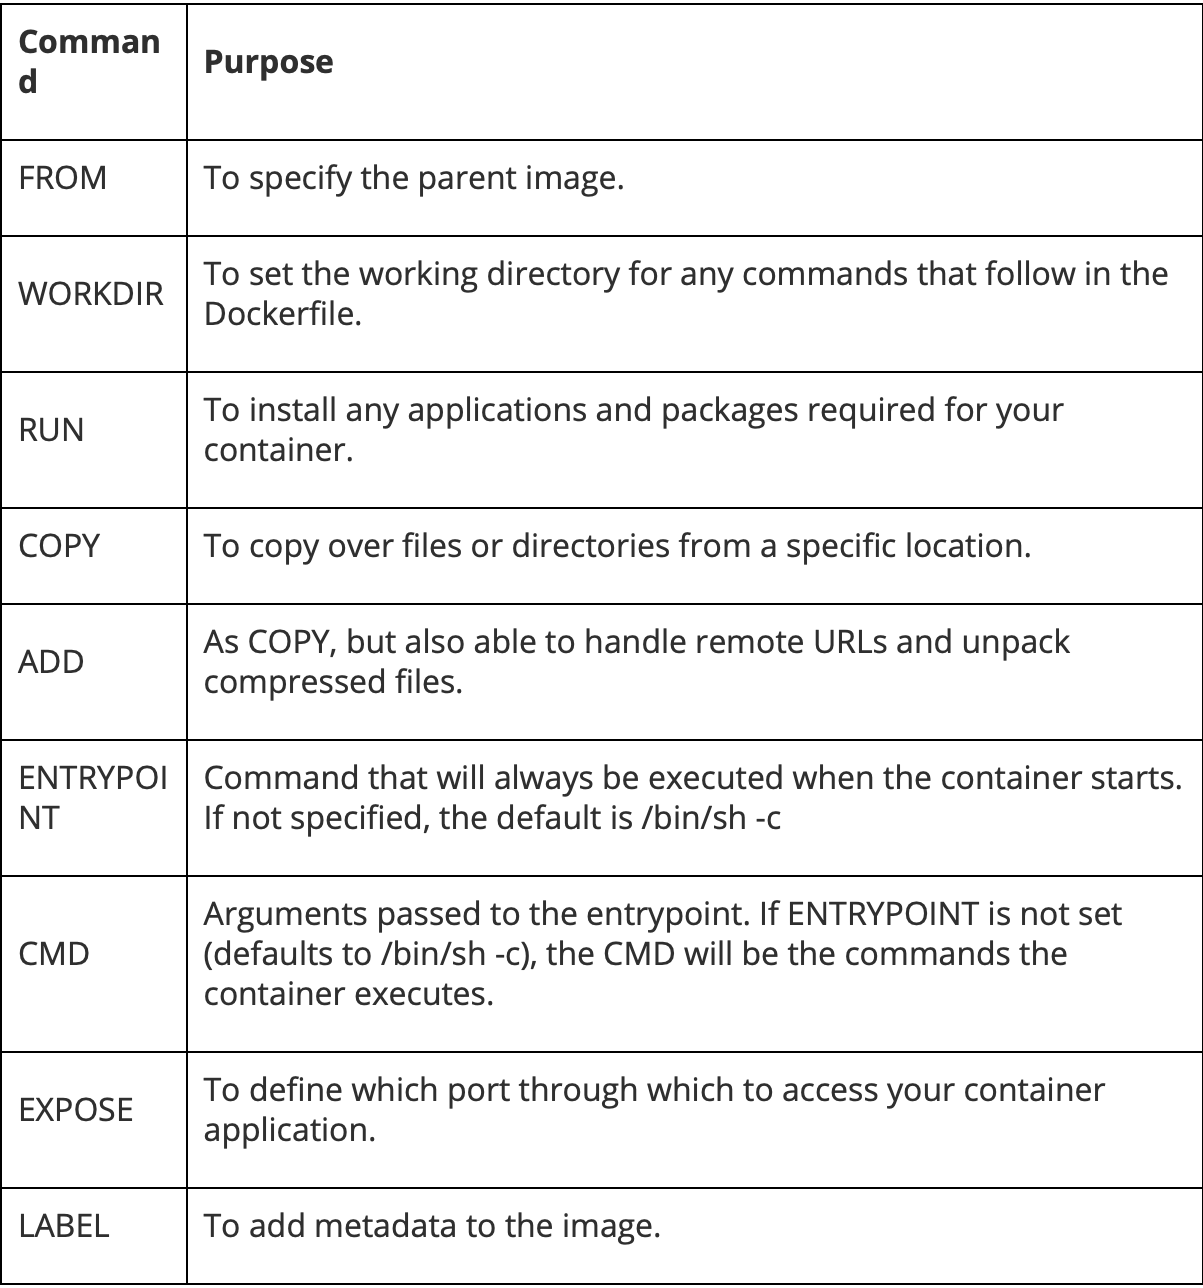 Comman
d
Purpose
FROM
To specify the parent image.
WORKDIR
To set the working directory for any commands that follow in the
Dockerfile.
RUN
To install any applications and packages required for your
container.
COPY
To copy over files or directories from a specific location.
ADD
As COPY, but also able to handle remote URLs and unpack
compressed files.
ENTRYPOI
NT
Command that will always be executed when the container starts.
If not specified, the default is /bin/sh -c
CMD
Arguments passed to the entrypoint. If ENTRYPOINT is not set
(defaults to /bin/sh -c), the CMD will be the commands the
container executes.
EXPOSE
To define which port through which to access your container
application.
LABEL
To add metadata to the image.